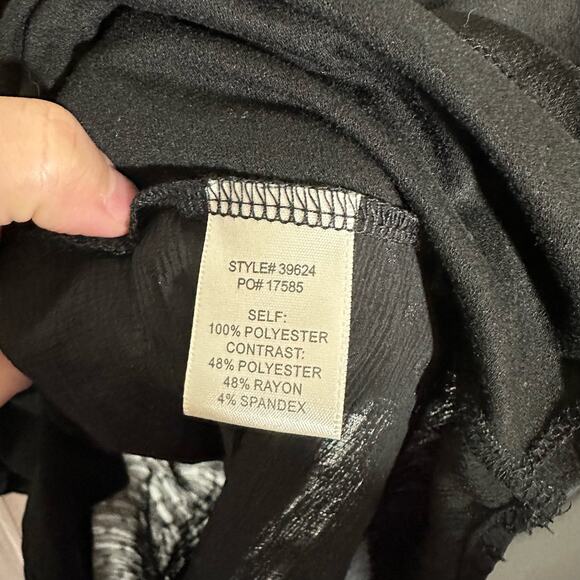 STYLE# 39624
PO# 17585
SELF:
100% POLYESTER
CONTRAST:
48% POLYESTER
48% RAYON
4% SPANDEX